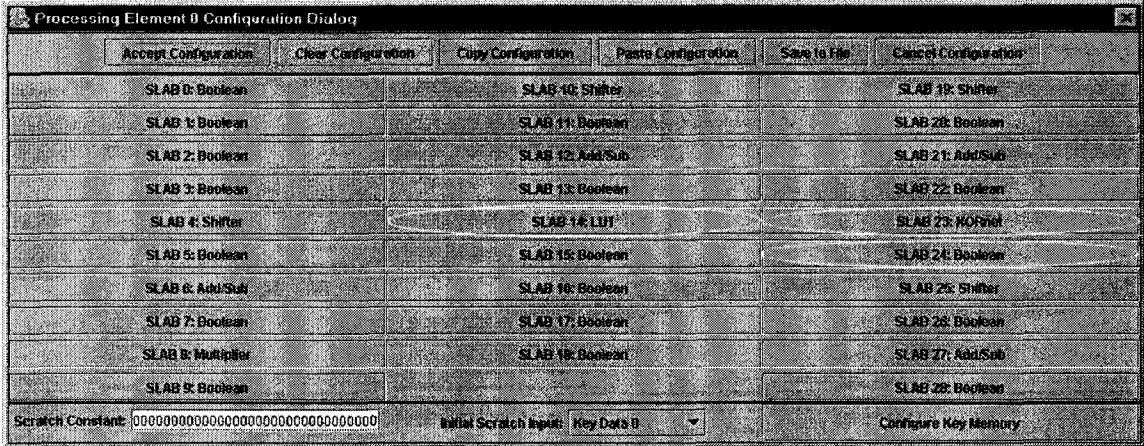 Processing Element 0 Configuration Dialog
Accept Configuration Clear Configuration Copy Configuration Paste Configuration Save to File Cancel Configuration
SLAB 0: Boolean SLAB 10: Shifter SLAB 19: Shifter
SLAB 1: Boolean SLAB 11: Boolean SLAB 20: Boolean
SLAB 2: Boolean SLAB 12: Add/Sub SLAB 21: Add/Sub
SLAB 3: Boolean SLAB 13: Boolean SLAB 22: Boolean
SLAB 4: Shifter SLAB 14: LUT SLAB 23: XORnet
SLAB 5: Boolean SLAB 15: Boolean SLAB 24: Boolean
SLAB 6: Add/Sub SLAB 16: Boolean SLAB 25: Shifter
SLAB 7: Boolean SLAB 17: Boolean SLAB 26: Boolean
SLAB 8: Multiplier SLAB 18: Boolean SLAB 27: Add/Sub
SLAB 9: Boolean SLAB 28: Boolean
Scratch Constant: 00000000000000000000000000000000 Initial Scratch Input: Key Data 0 Configure Key Memory